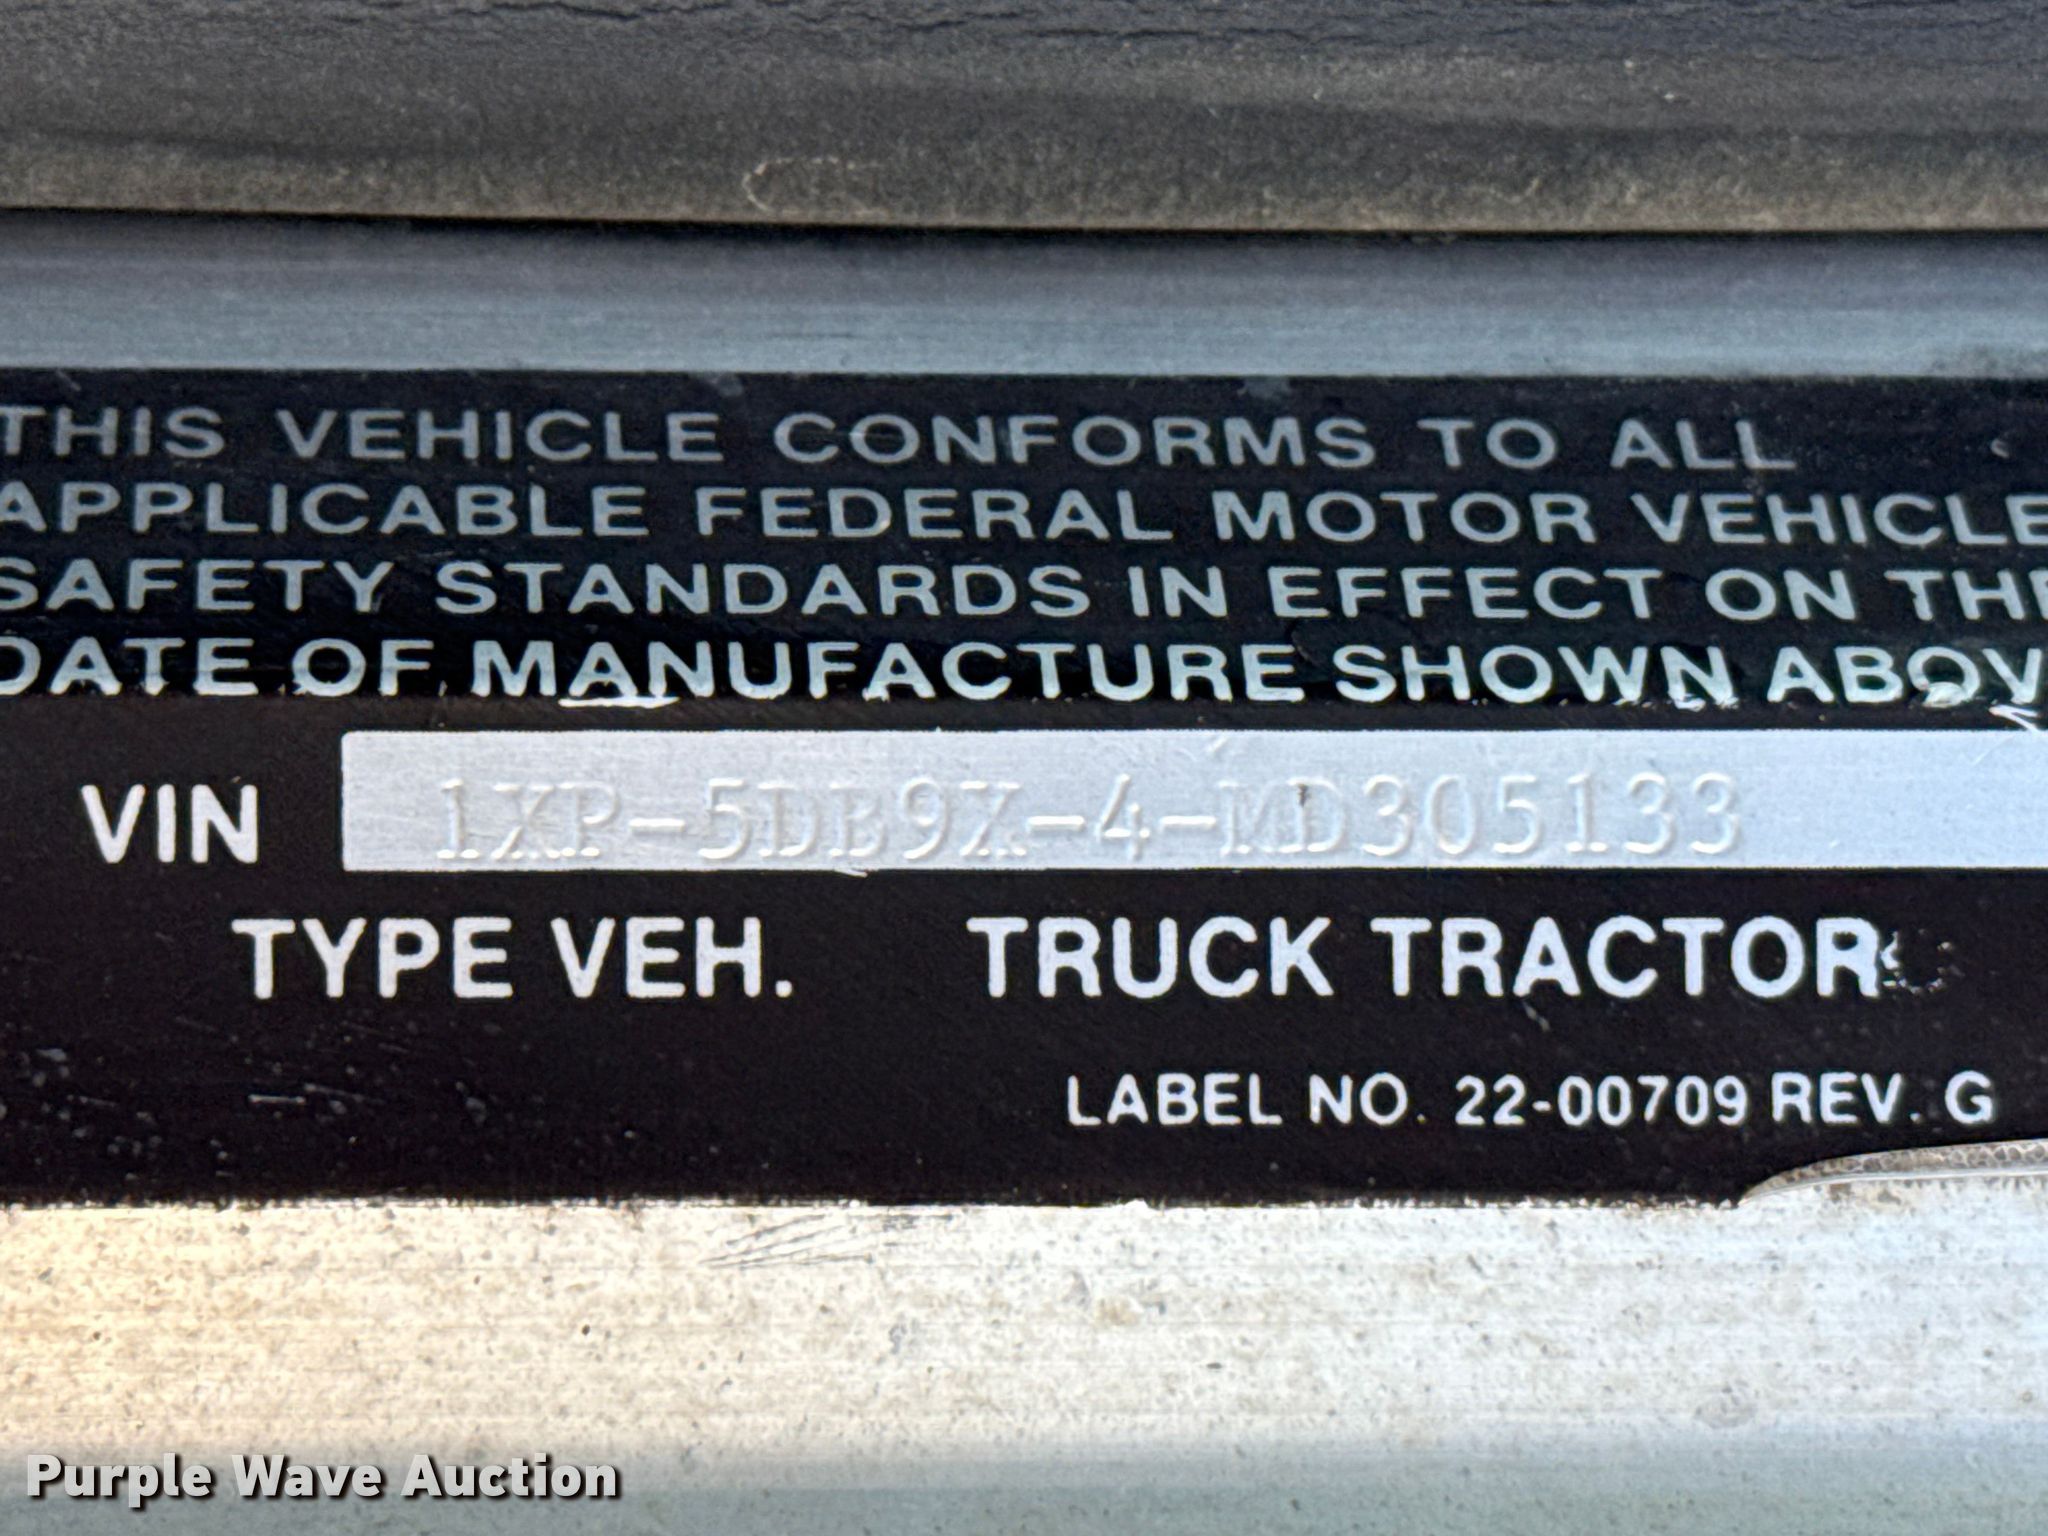 THIS VEHICLE CONFORMS TO ALL
APPLICABLE FEDERAL MOTOR VEHICLE
SAFETY STANDARDS IN EFFECT ON THE
DATE OF MANUFACTURE SHOWN ABOV
VIN 1XP-5DB9X-4-MD305133
TYPE VEH. TRUCK TRACTOR
LABEL NO. 22-00709 REV. G
Purple Wave Auction